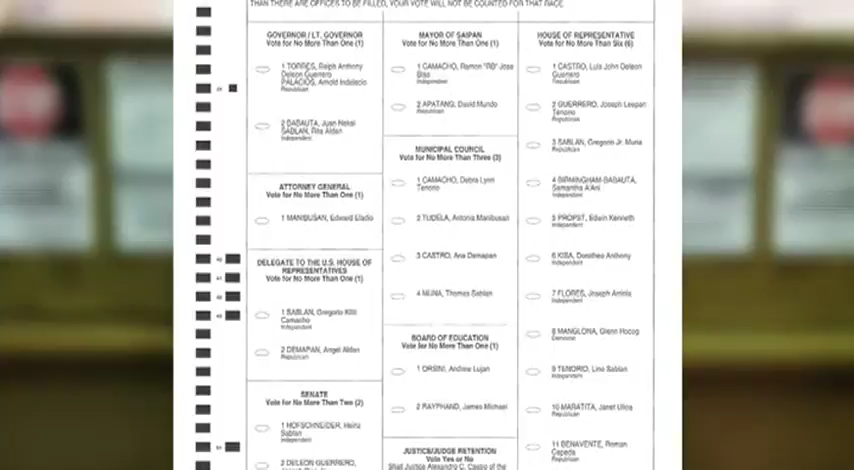 THAN THERE ARE OFFICES TO BE FILLED, YOUR VOTE WILL NOT BE COUNTED FOR THAT RACE
GOVERNOR / LT. GOVERNOR
Vote for No More Than One (1)
1 TORRES, Ralph Anthony
Deleon Guerrero
PALACIOS, Arnold Indalecio
Republican
2 BABAUTA, Juan Nekai
SABLAN, Rita Aldan
Independent
ATTORNEY GENERAL
Vote for No More Than One (1)
1 MANIBUSAN, Edward Eladio
DELEGATE TO THE U.S. HOUSE OF
REPRESENTATIVES
Vote for No More Than One (1)
1 SABLAN, Gregorio Kilili
Camacho
Independent
2 DEMAPAN, Angel Aldan
Republican
SENATE
Vote for No More Than Two (2)
1 HOFSCHNEIDER, Heinz
Sablan
Independent
2 DELEON GUERRERO,
MAYOR OF SAIPAN
Vote for No More Than One (1)
1 CAMACHO, Ramon "RB" Jose
Blas
Independent
2 APATANG, David Mundo
Republican
MUNICIPAL COUNCIL
Vote for No More Than Three (3)
1 CAMACHO, Debra Lynn
Tenorio
2 TUDELA, Antonia Manibusan
3 CASTRO, Ana Demapan
4 MUNA, Thomas Sablan
BOARD OF EDUCATION
Vote for No More Than One (1)
1 ORSINI, Andrew Lujan
2 RAYPHAND, James Michael
JUSTICE/JUDGE RETENTION
Vote Yes or No
Shall Justice Alexandro C. Castro of the
HOUSE OF REPRESENTATIVE
Vote for No More Than Six (6)
1 CASTRO, Luis John Deleon
Guerrero
Republican
2 GUERRERO, Joseph Leepan
Tenorio
Republican
3 SABLAN, Gregorio Jr. Muna
Republican
4 BIRMINGHAM-BABAUTA,
Samantha A'Ani
Independent
5 PROPST, Edwin Kenneth
Independent
6 KISA, Dorothea Anthony
Independent
7 FLORES, Joseph Arriola
Independent
8 MANGLONA, Glenn Hocog
Democrat
9 TENORIO, Lino Sablan
Independent
10 MARATITA, Janet Ulloa
Republican
11 BENAVENTE, Roman
Cepeda
Republican